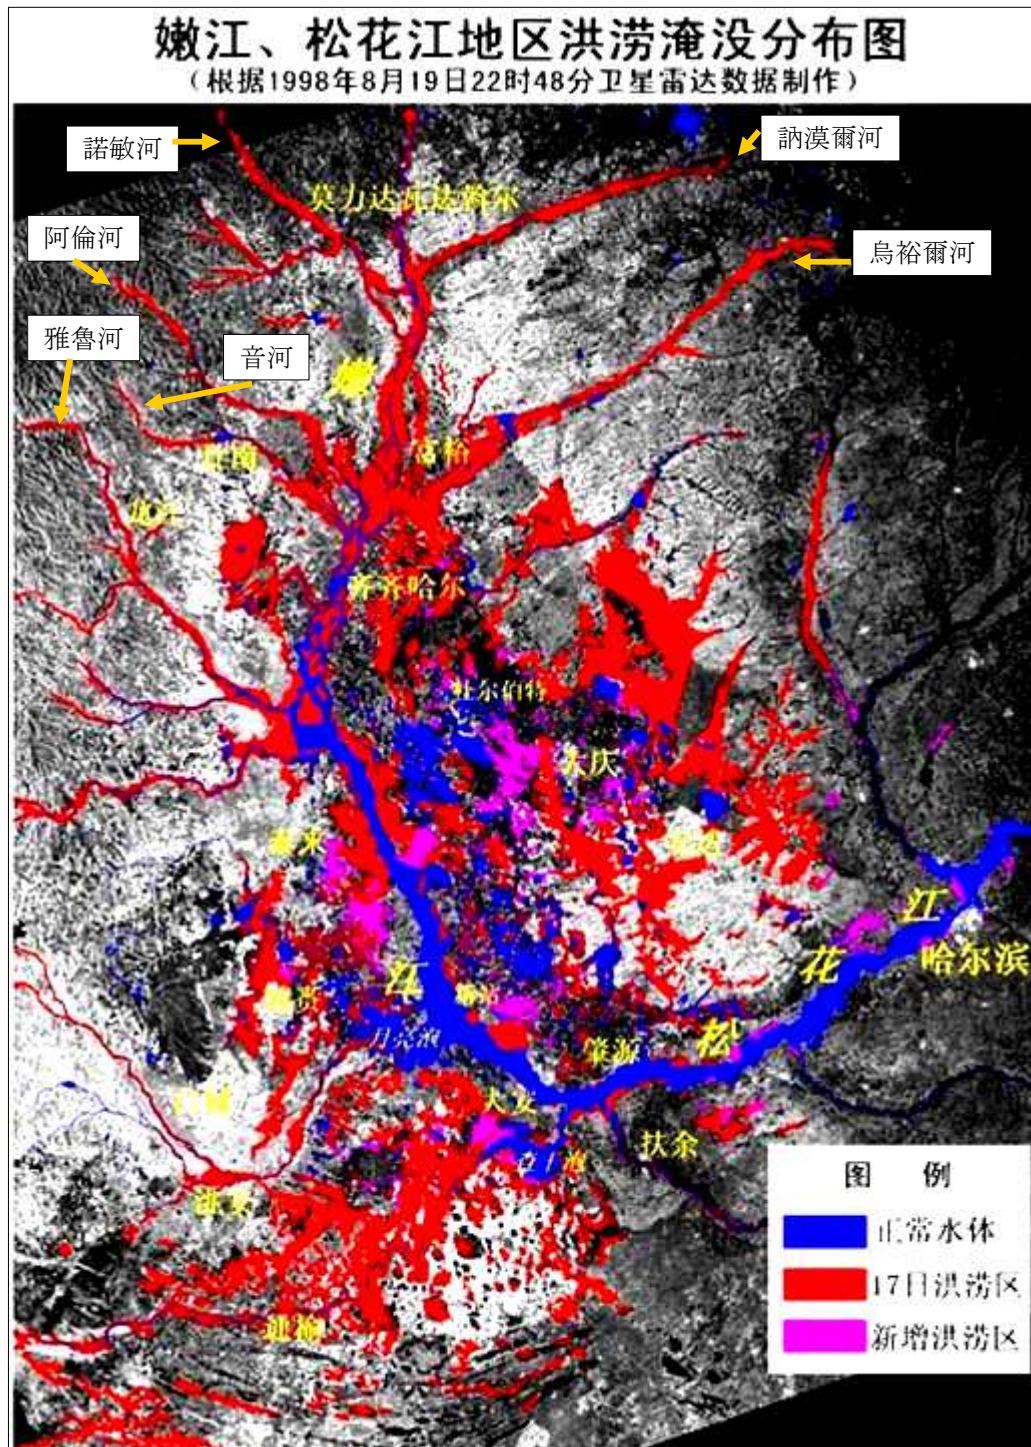 嫩江、松花江地区洪涝淹没分布图
(根据1998年8月19日22时48分卫星雷达数据制作)
諾敏河
訥漠爾河
莫力达瓦达斡尔
阿倫河
烏裕爾河
雅魯河
音河
富裕
齐齐哈尔
杜尔伯特
大庆
江
花
哈尔滨
江
松
月亮泡
肇源
大安
扶余
图 例
正常水体
17日洪涝区
新增洪涝区